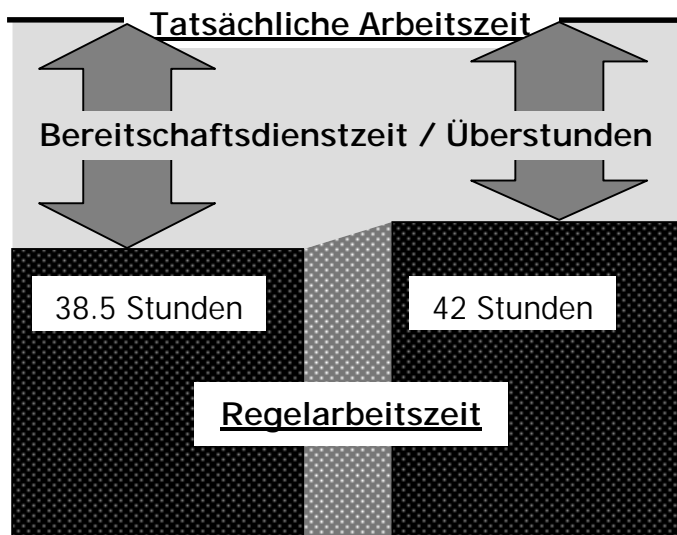 Tatsächliche Arbeitszeit
Bereitschaftsdienstzeit / Überstunden
38.5 Stunden
42 Stunden
Regelarbeitszeit